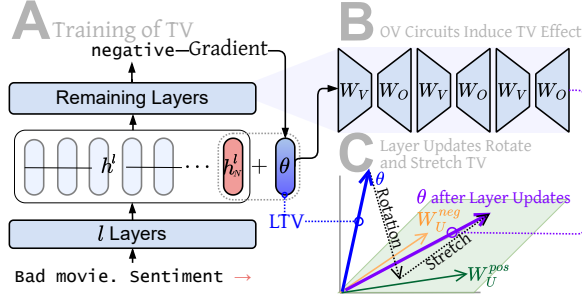 A Training of TV
negative Gradient
Remaining Layers
h^l ··· h_N^l + θ
LTV
l Layers
Bad movie. Sentiment →
B OV Circuits Induce TV Effect
W_V W_O W_V W_O W_V W_O
C Layer Updates Rotate
and Stretch TV
θ
θ after Layer Updates
Rotation
W_U^neg
Stretch
W_U^pos